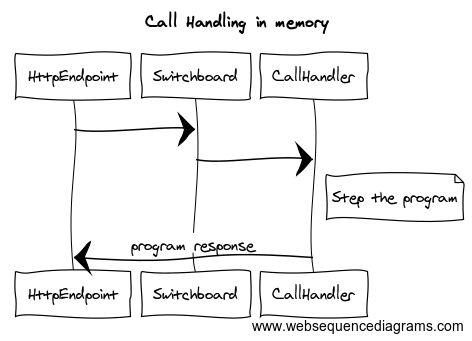 Call Handling in memory
HttpEndpoint
Switchboard
CallHandler
Step the program
program response
HttpEndpoint
Switchboard
CallHandler
www.websequencediagrams.com